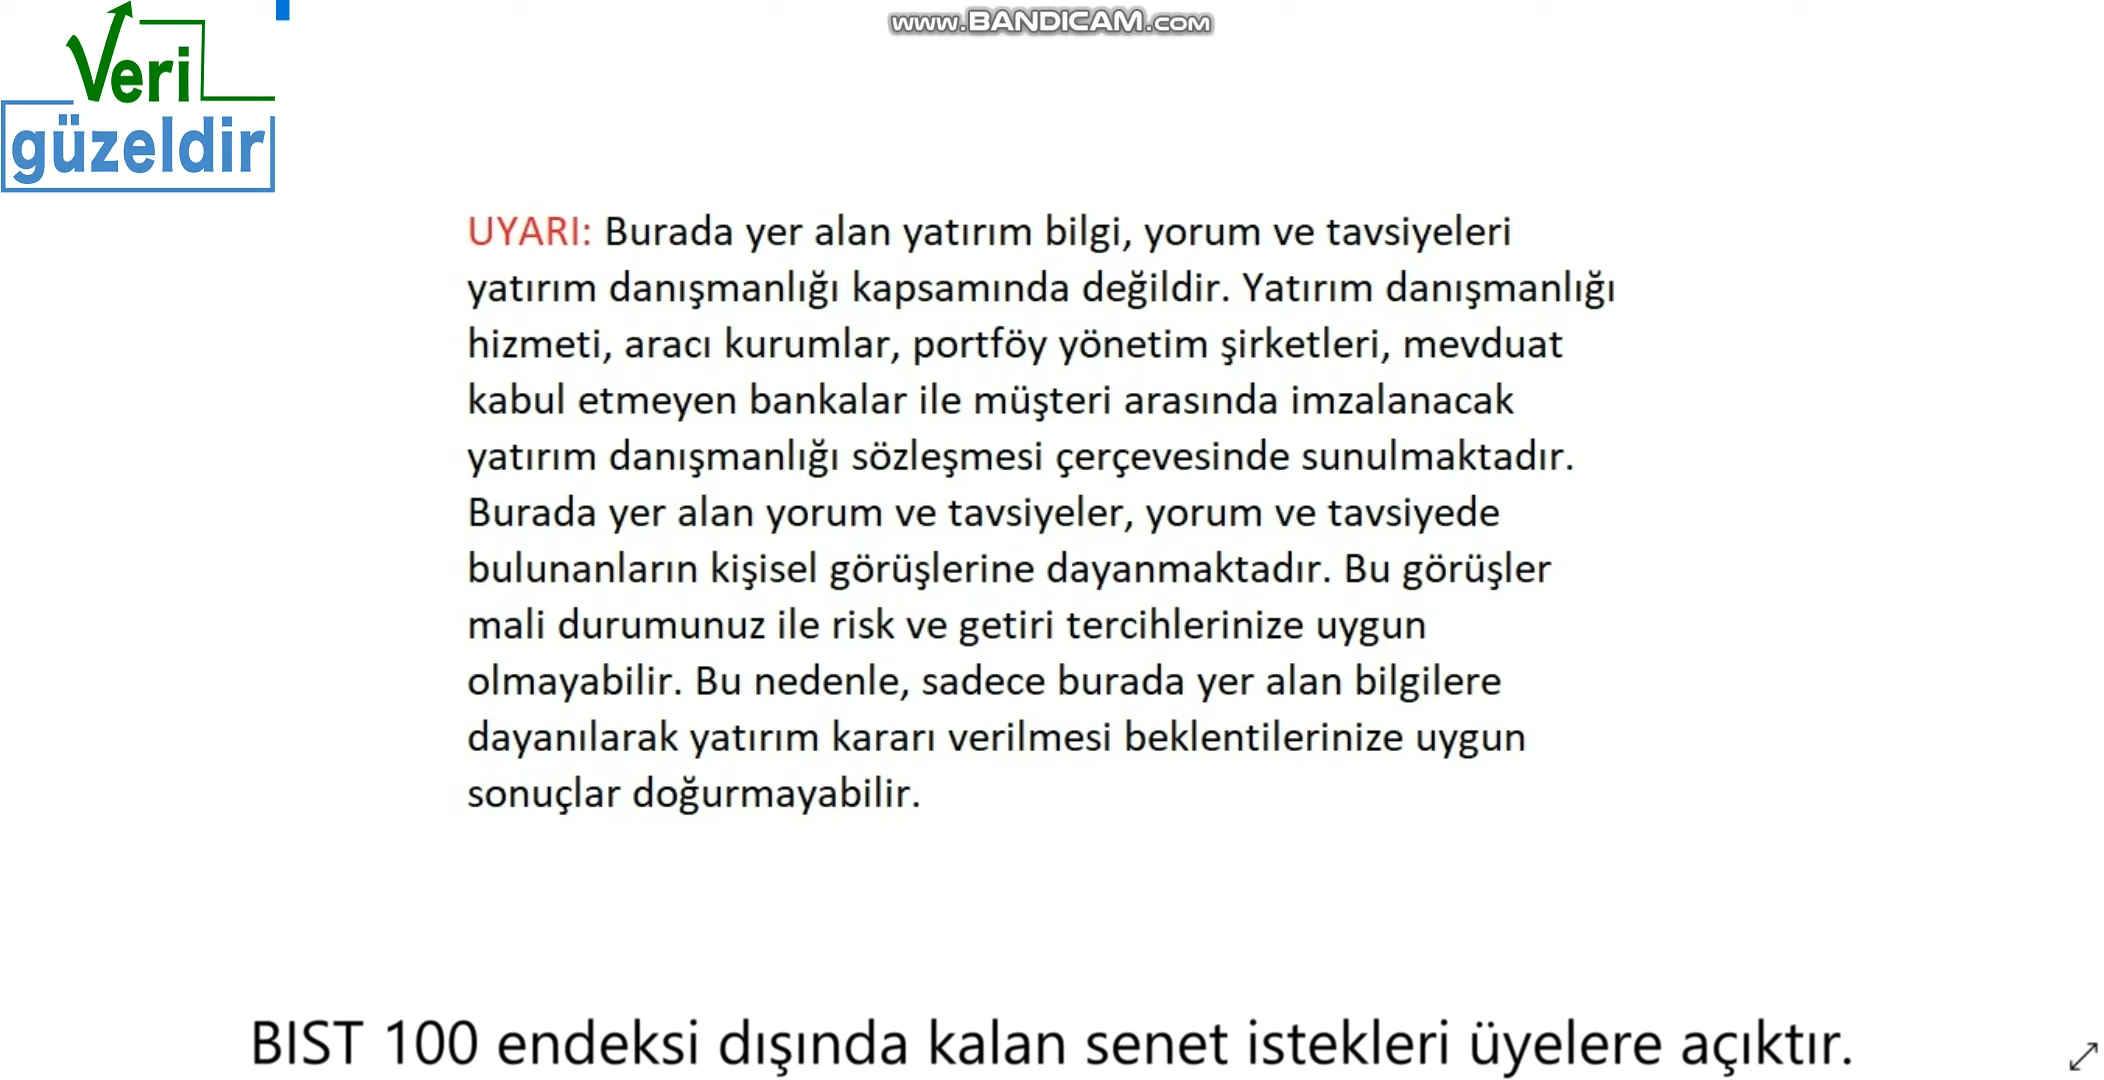 www.BANDICAM.com
Veri
güzeldir
UYARI: Burada yer alan yatırım bilgi, yorum ve tavsiyeleri
yatırım danışmanlığı kapsamında değildir. Yatırım danışmanlığı
hizmeti, aracı kurumlar, portföy yönetim şirketleri, mevduat
kabul etmeyen bankalar ile müşteri arasında imzalanacak
yatırım danışmanlığı sözleşmesi çerçevesinde sunulmaktadır.
Burada yer alan yorum ve tavsiyeler, yorum ve tavsiyede
bulunanların kişisel görüşlerine dayanmaktadır. Bu görüşler
mali durumunuz ile risk ve getiri tercihlerinize uygun
olmayabilir. Bu nedenle, sadece burada yer alan bilgilere
dayanılarak yatırım kararı verilmesi beklentilerinize uygun
sonuçlar doğurmayabilir.
BIST 100 endeksi dışında kalan senet istekleri üyelere açıktır.